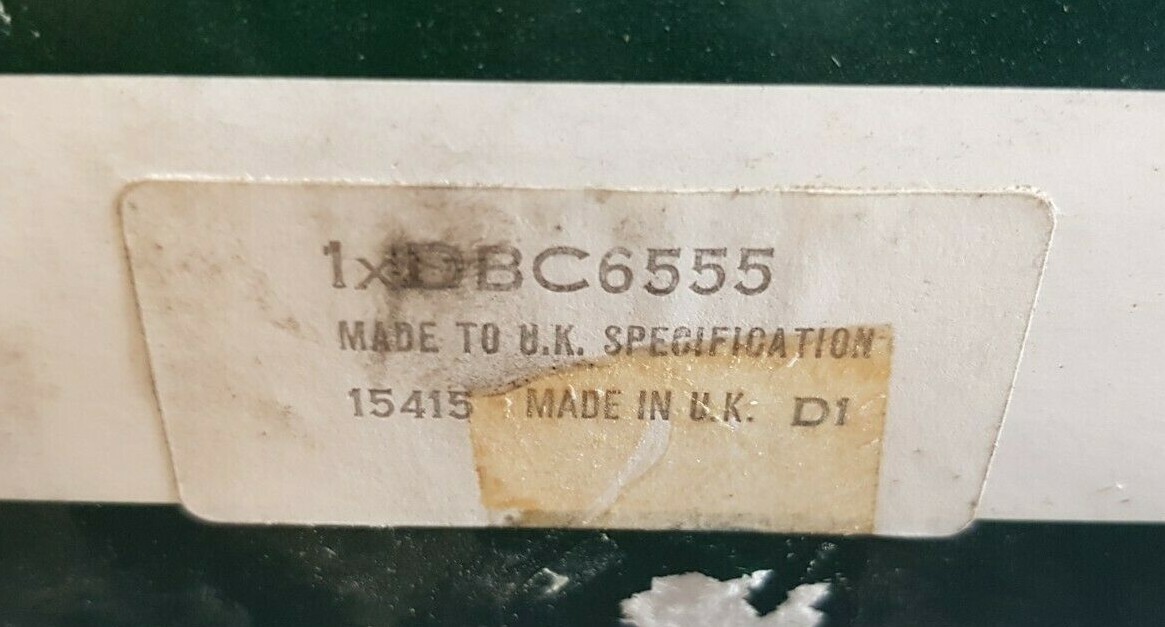 1xDBC6555
MADE TO U.K. SPECIFICATION
15415 MADE IN U.K. D1